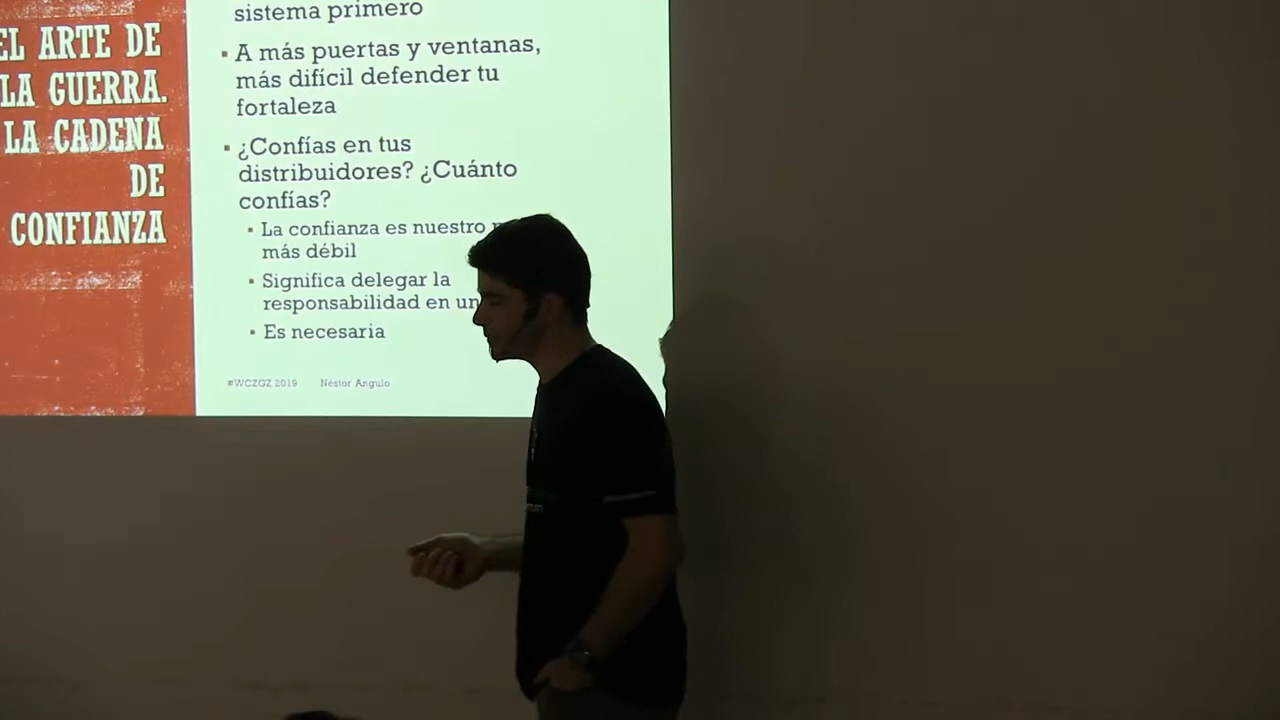 EL ARTE DE
LA GUERRA.
LA CADENA
DE
CONFIANZA
sistema primero
▪ A más puertas y ventanas,
más difícil defender tu
fortaleza
▪ ¿Confías en tus
distribuidores? ¿Cuánto
confías?
▪ La confianza es nuestro
más débil
▪ Significa delegar la
responsabilidad en un
▪ Es necesaria
#WCZGZ 2019 Néstor Angulo